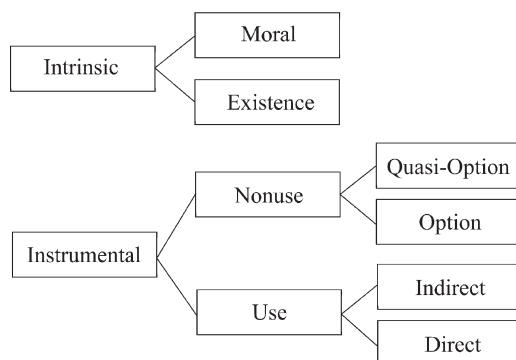 Moral
Intrinsic
Existence
Quasi-Option
Nonuse
Option
Instrumental
Indirect
Use
Direct